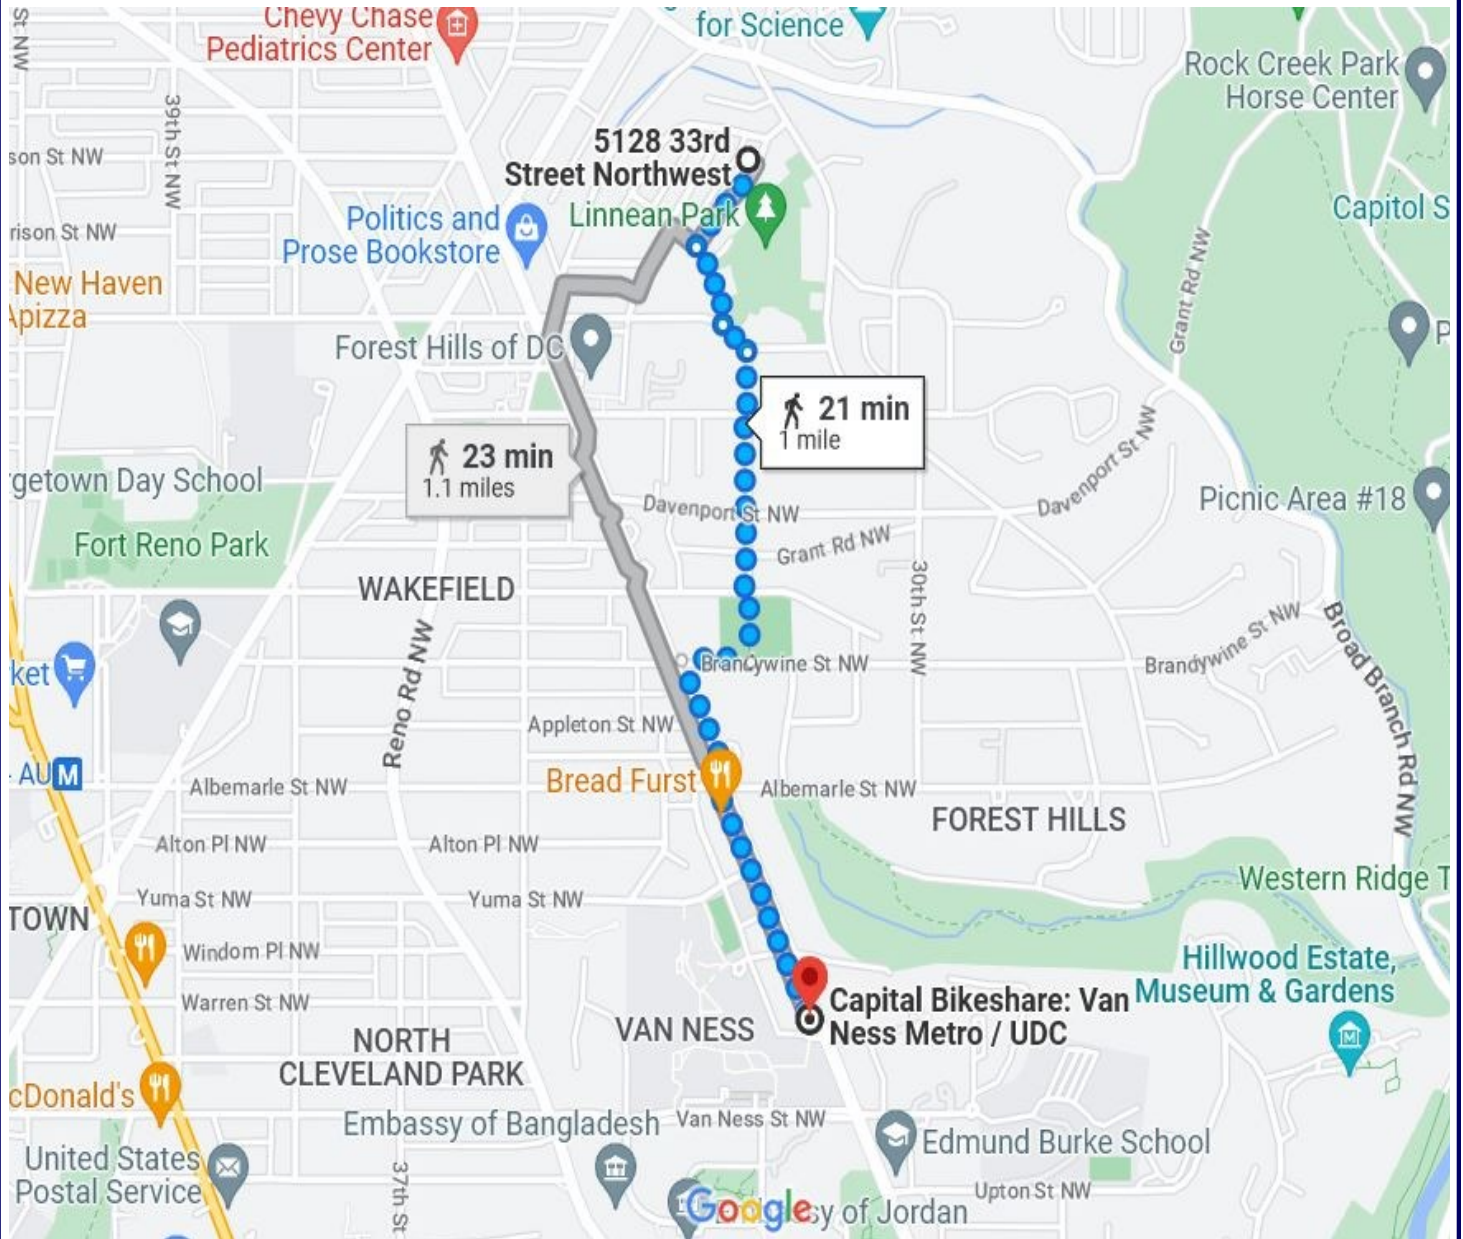 St NW
Chevy Chase
Pediatrics Center
for Science
Rock Creek Park
Horse Center
39th St NW
5128 33rd
Street Northwest
son St NW
Linnean Park
Politics and
Prose Bookstore
Capitol S
rison St NW
Grant Rd NW
New Haven
Apizza
Forest Hills of DC
P
21 min
1 mile
23 min
1.1 miles
Davenport St NW
rgetown Day School
Davenport St NW
Picnic Area #18
Fort Reno Park
Grant Rd NW
WAKEFIELD
30th St NW
Reno Rd NW
Brandywine St NW
Brandywine St NW
Broad Branch Rd NW
ket
Appleton St NW
AU M
Bread Furst
Albemarle St NW
Albemarle St NW
FOREST HILLS
Alton Pl NW
Alton Pl NW
Yuma St NW
Yuma St NW
Western Ridge T
TOWN
Windom Pl NW
Hillwood Estate,
Museum & Gardens
Warren St NW
Capital Bikeshare: Van
Ness Metro / UDC
VAN NESS
NORTH
CLEVELAND PARK
cDonald's
Embassy of Bangladesh
Van Ness St NW
Edmund Burke School
United States
Postal Service
37th St
Upton St NW
Google
sy of Jordan